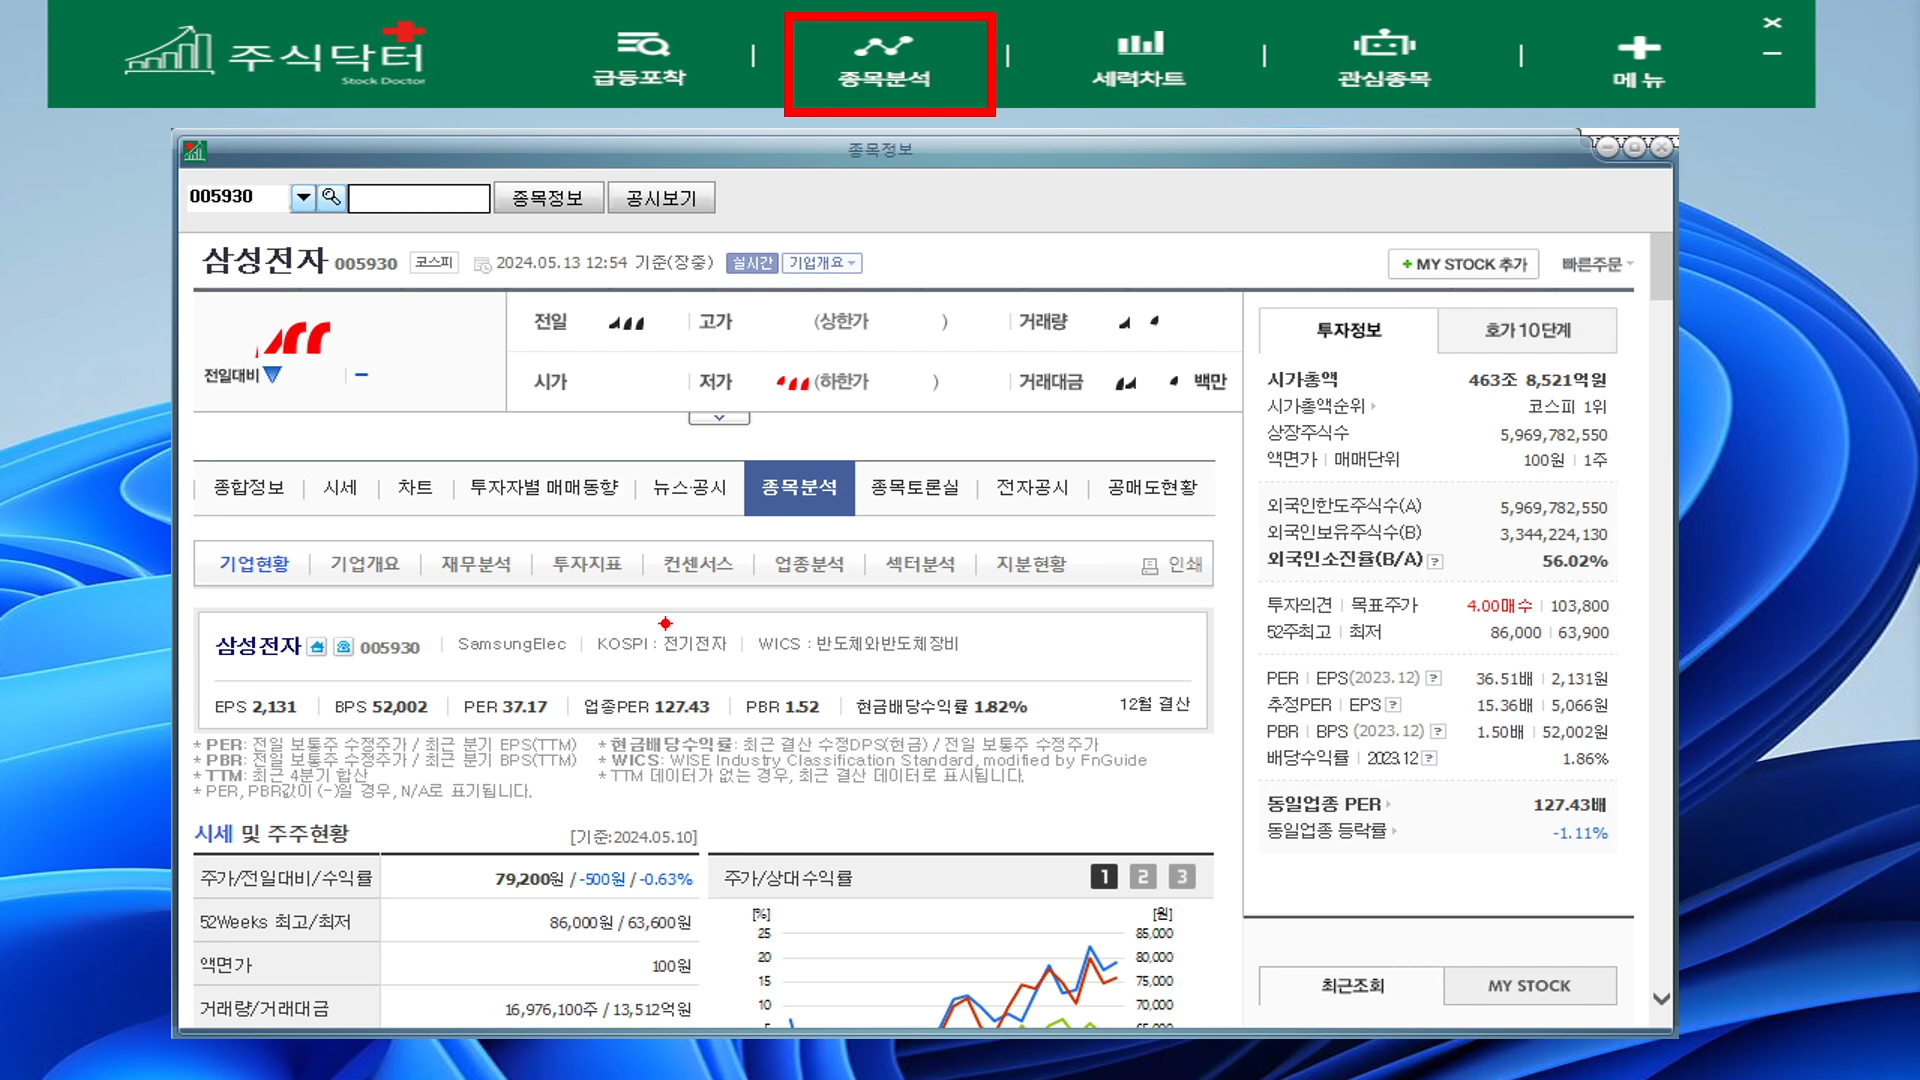 주식닥터
Stock Doctor
급등포착
종목분석
세력차트
관심종목
메뉴
종목정보
005930
종목정보
공시보기
삼성전자 005930 코스피 2024.05.13 12:54 기준(장중) 실시간 기업개요
+ MY STOCK 추가 빠른주문
전일대비
전일 고가 (상한가 ) 거래량
시가 저가 (하한가 ) 거래대금 백만
종합정보 시세 차트 투자자별 매매동향 뉴스·공시 종목분석 종목토론실 전자공시 공매도현황
기업현황 기업개요 재무분석 투자지표 컨센서스 업종분석 섹터분석 지분현황 인쇄
삼성전자 005930 SamsungElec KOSPI : 전기전자 WICS : 반도체와반도체장비
EPS 2,131 BPS 52,002 PER 37.17 업종PER 127.43 PBR 1.52 현금배당수익률 1.82% 12월 결산
* PER: 전일 보통주 수정주가 / 최근 분기 EPS(TTM) * 현금배당수익률: 최근 결산 수정DPS(현금) / 전일 보통주 수정주가
* PBR: 전일 보통주 수정주가 / 최근 분기 BPS(TTM) * WICS: WISE Industry Classification Standard, modified by FnGuide
* TTM: 최근 4분기 합산 * TTM 데이터가 없는 경우, 최근 결산 데이터로 표시됩니다.
* PER, PBR값이 (-)일 경우, N/A로 표기됩니다.
시세 및 주주현황 [기준:2024.05.10]
주가/전일대비/수익률 79,200원 / -500원 / -0.63%
52Weeks 최고/최저 86,000원 / 63,600원
액면가 100원
거래량/거래대금 16,976,100주 / 13,512억원
주가/상대수익률 1 2 3
[%] [원]
25 85,000
20 80,000
15 75,000
10 70,000
5 65,000
투자정보 호가 10단계
시가총액 463조 8,521억원
시가총액순위 코스피 1위
상장주식수 5,969,782,550
액면가 매매단위 100원 1주
외국인한도주식수(A) 5,969,782,550
외국인보유주식수(B) 3,344,224,130
외국인소진율(B/A) ? 56.02%
투자의견 목표주가 4.00매수 103,800
52주최고 최저 86,000 63,900
PER EPS(2023.12) ? 36.51배 2,131원
추정PER EPS ? 15.36배 5,066원
PBR BPS (2023.12) ? 1.50배 52,002원
배당수익률 2023.12 ? 1.86%
동일업종 PER 127.43배
동일업종 등락률 -1.11%
최근조회 MY STOCK